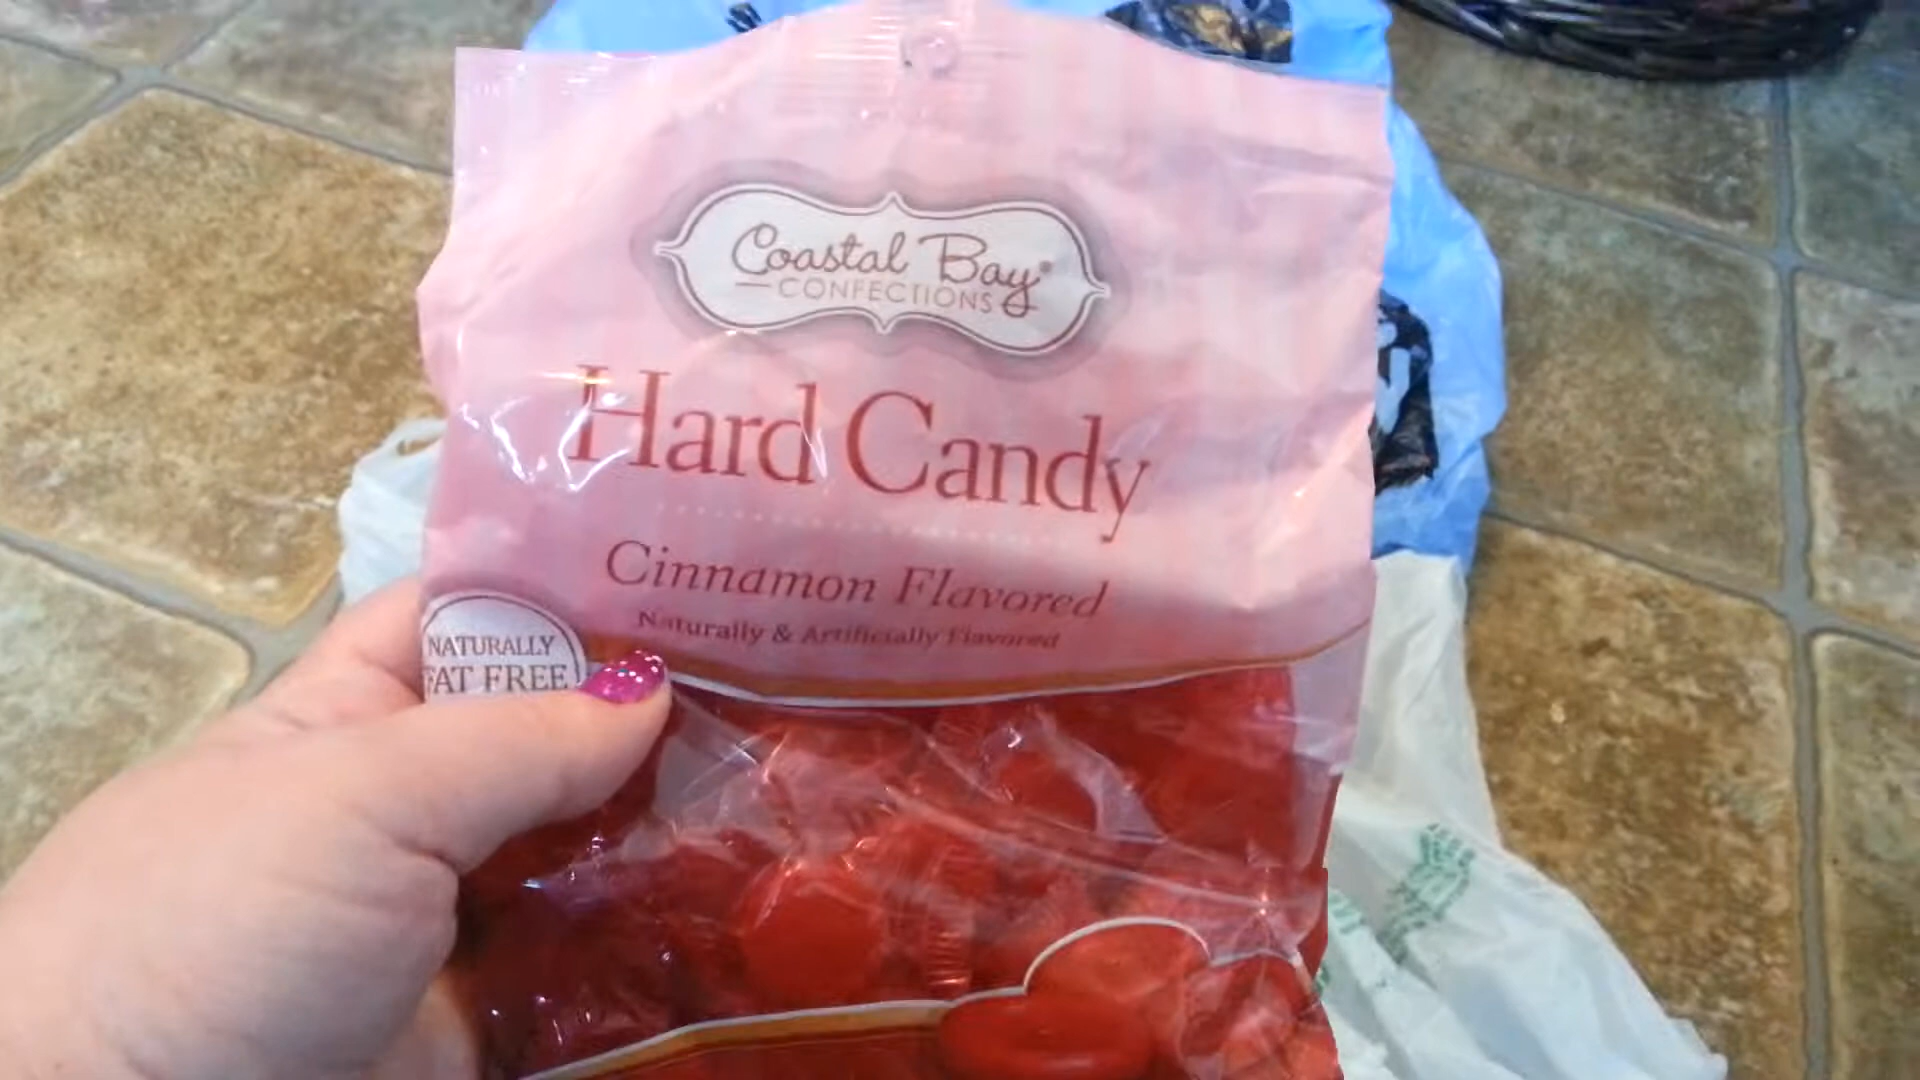 Coastal Bay®
CONFECTIONS
Hard Candy
Cinnamon Flavored
Naturally & Artificially Flavored
NATURALLY
FAT FREE